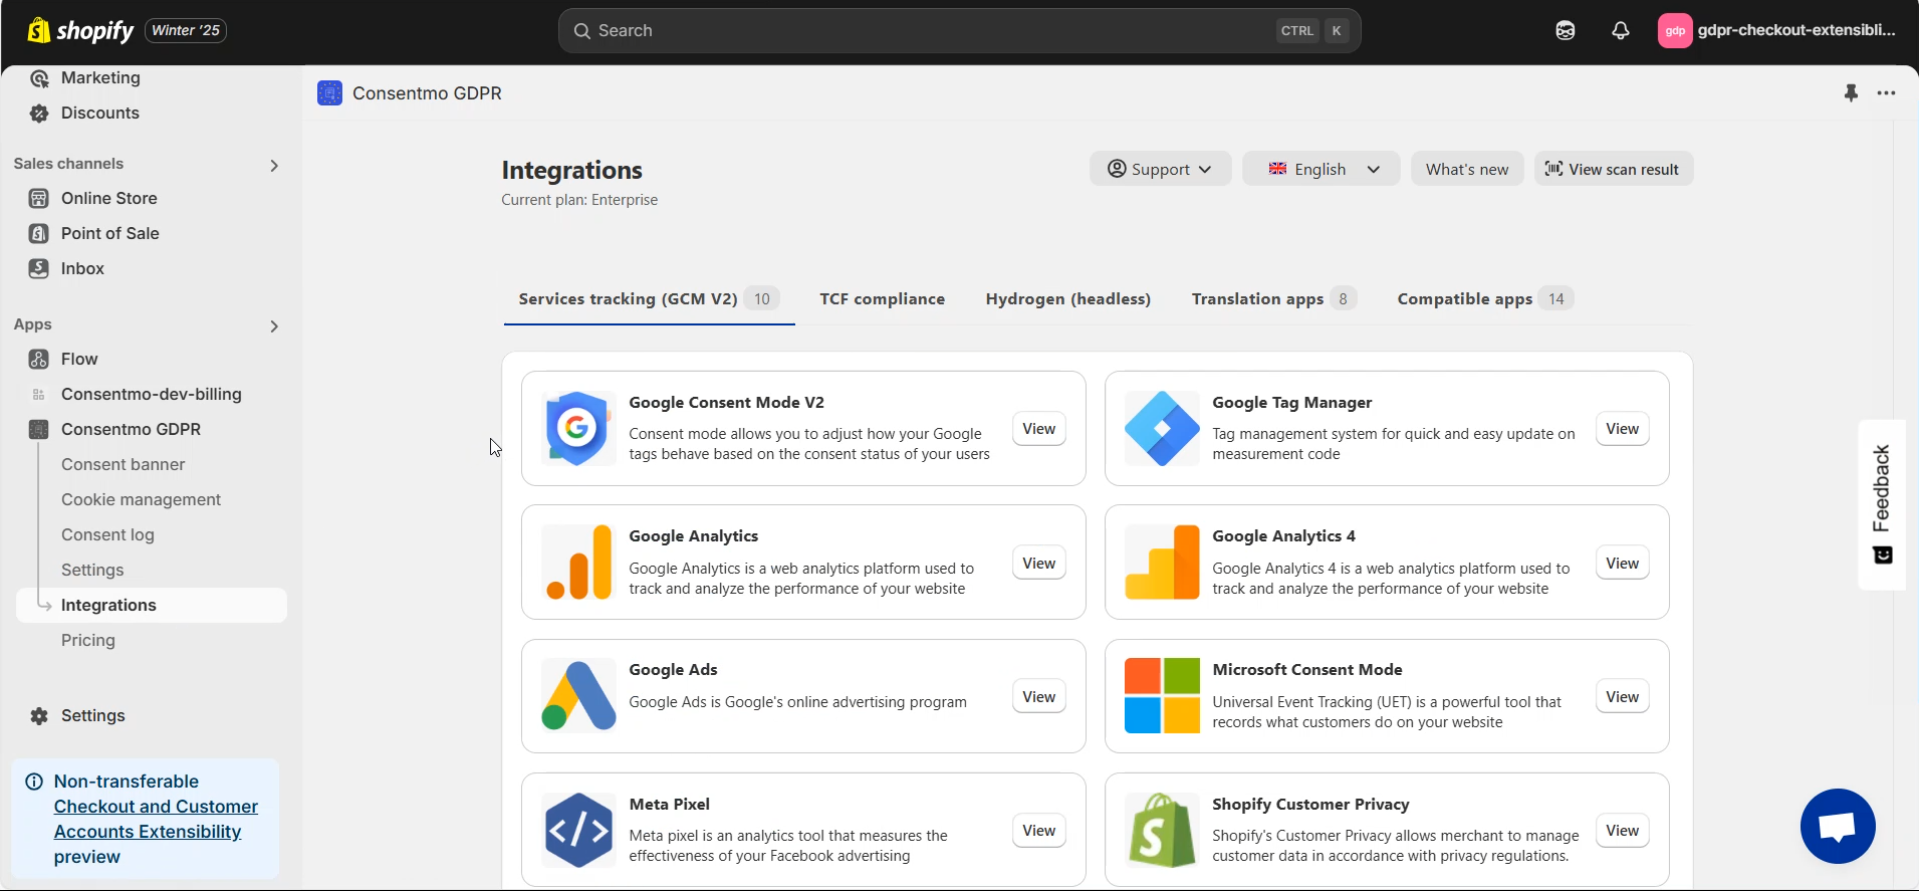 shopify Winter '25
Search
CTRL K
gdp gdpr-checkout-extensibli...
Marketing
Discounts
Sales channels
Online Store
Point of Sale
Inbox
Apps
Flow
Consentmo-dev-billing
Consentmo GDPR
Consent banner
Cookie management
Consent log
Settings
Integrations
Pricing
Settings
Non-transferable
Checkout and Customer
Accounts Extensibility
preview
Consentmo GDPR
Integrations
Current plan: Enterprise
Support
English
What's new
View scan result
Services tracking (GCM V2) 10
TCF compliance
Hydrogen (headless)
Translation apps 8
Compatible apps 14
Google Consent Mode V2
Consent mode allows you to adjust how your Google
tags behave based on the consent status of your users
View
Google Tag Manager
Tag management system for quick and easy update on
measurement code
View
Google Analytics
Google Analytics is a web analytics platform used to
track and analyze the performance of your website
View
Google Analytics 4
Google Analytics 4 is a web analytics platform used to
track and analyze the performance of your website
View
Google Ads
Google Ads is Google's online advertising program
View
Microsoft Consent Mode
Universal Event Tracking (UET) is a powerful tool that
records what customers do on your website
View
Meta Pixel
Meta pixel is an analytics tool that measures the
effectiveness of your Facebook advertising
View
Shopify Customer Privacy
Shopify's Customer Privacy allows merchant to manage
customer data in accordance with privacy regulations.
View
Feedback